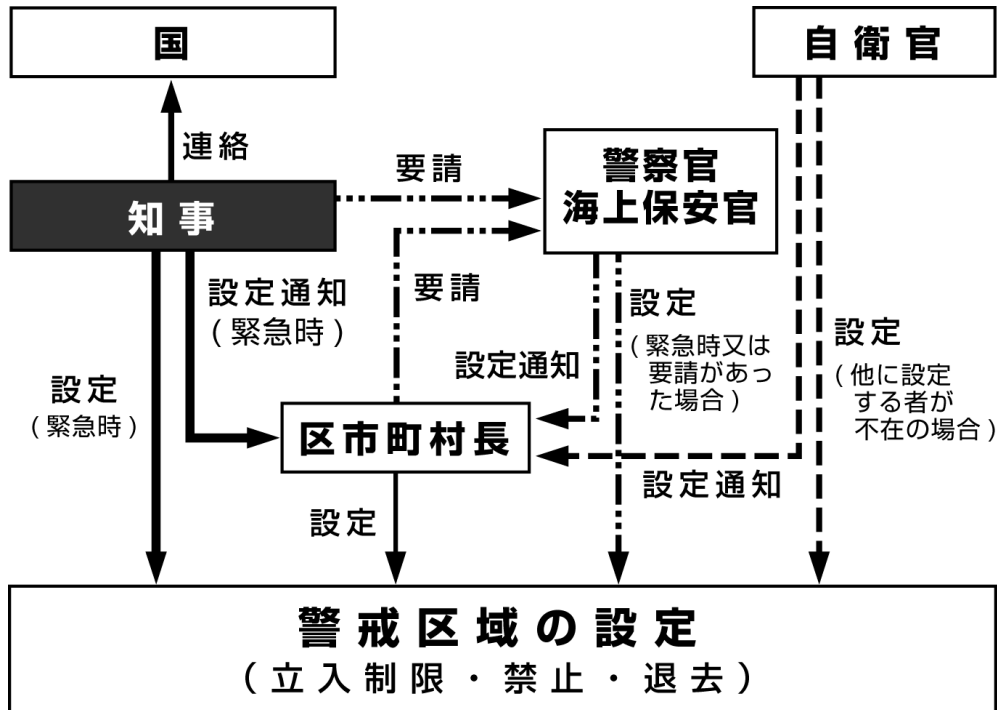 国
自衛官
連絡
要請
警察官
海上保安官
知事
設定通知
(緊急時)
要請
設定
(緊急時又は
要請があっ
た場合)
設定
(他に設定
する者が
不在の場合)
設定通知
設定
(緊急時)
区市町村長
設定通知
設定
警戒区域の設定
(立入制限・禁止・退去)